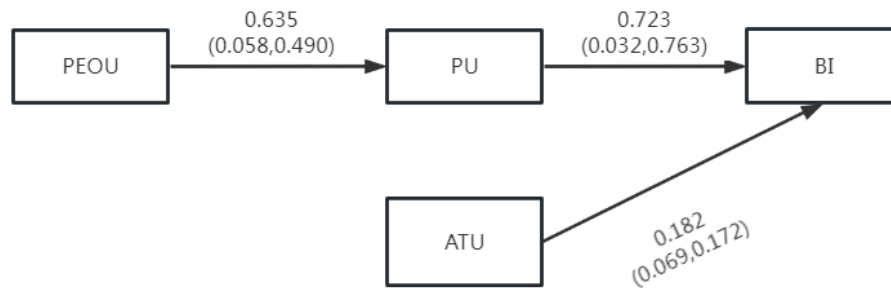 0.635
(0.058,0.490)
0.723
(0.032,0.763)
PEOU
PU
BI
ATU
0.182
(0.069,0.172)